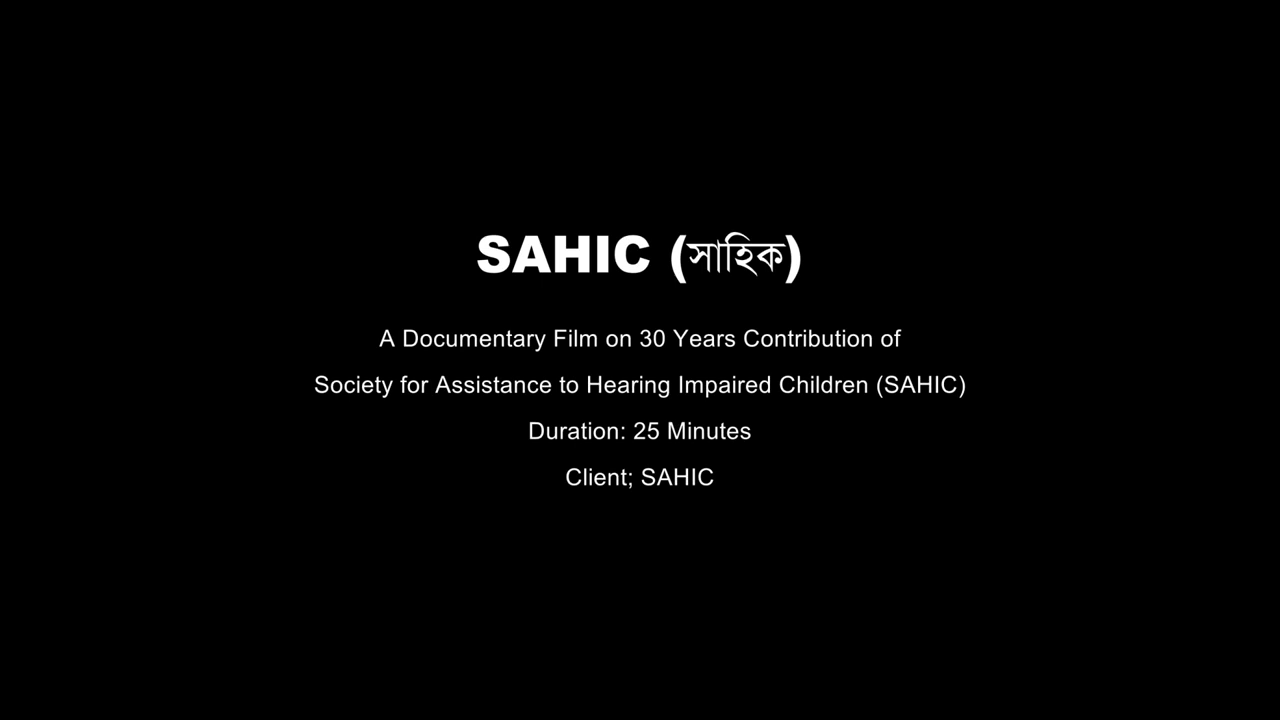 SAHIC (সাহিক)
A Documentary Film on 30 Years Contribution of
Society for Assistance to Hearing Impaired Children (SAHIC)
Duration: 25 Minutes
Client; SAHIC